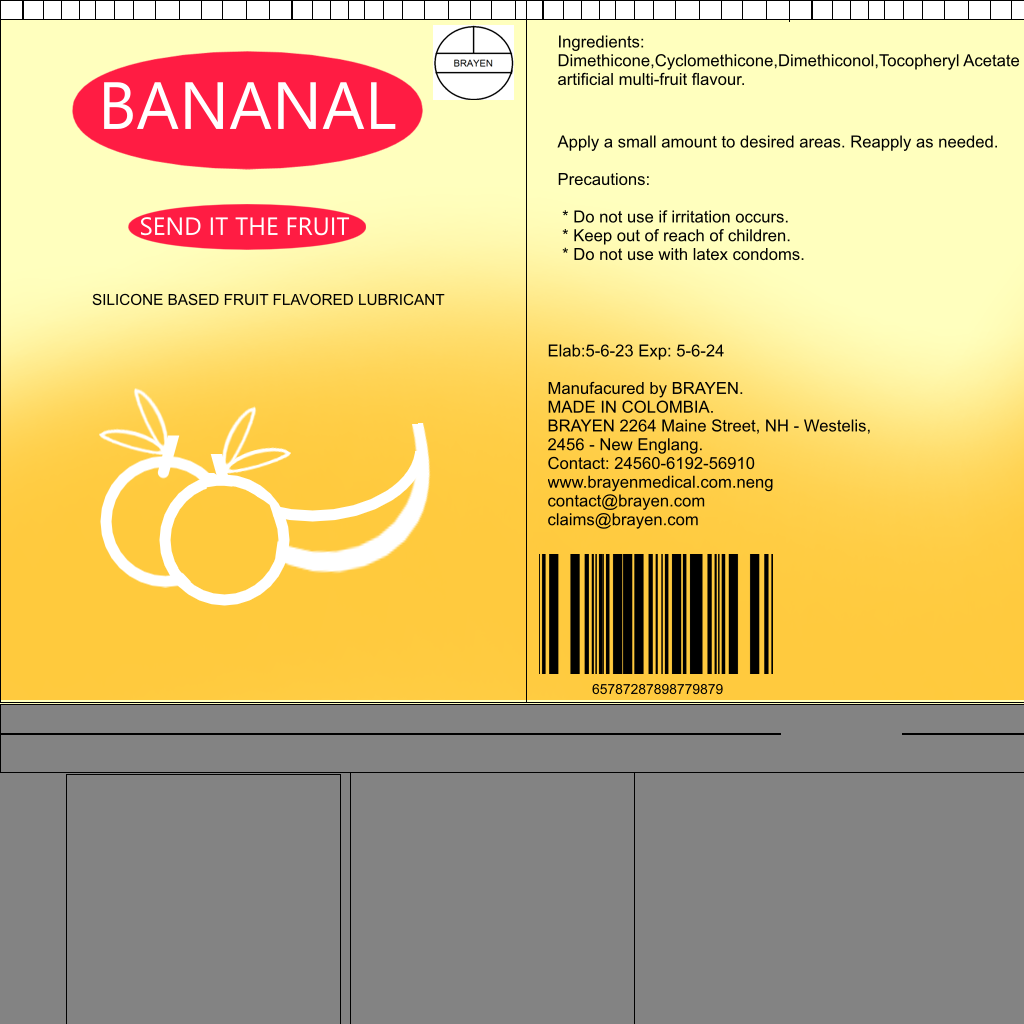 BANANAL
BRAYEN
SEND IT THE FRUIT
SILICONE BASED FRUIT FLAVORED LUBRICANT
Ingredients:
Dimethicone,Cyclomethicone,Dimethiconol,Tocopheryl Acetate
artificial multi-fruit flavour.
Apply a small amount to desired areas. Reapply as needed.
Precautions:
* Do not use if irritation occurs.
* Keep out of reach of children.
* Do not use with latex condoms.
Elab:5-6-23 Exp: 5-6-24
Manufacured by BRAYEN.
MADE IN COLOMBIA.
BRAYEN 2264 Maine Street, NH - Westelis,
2456 - New Englang.
Contact: 24560-6192-56910
www.brayenmedical.com.neng
contact@brayen.com
claims@brayen.com
65787287898779879